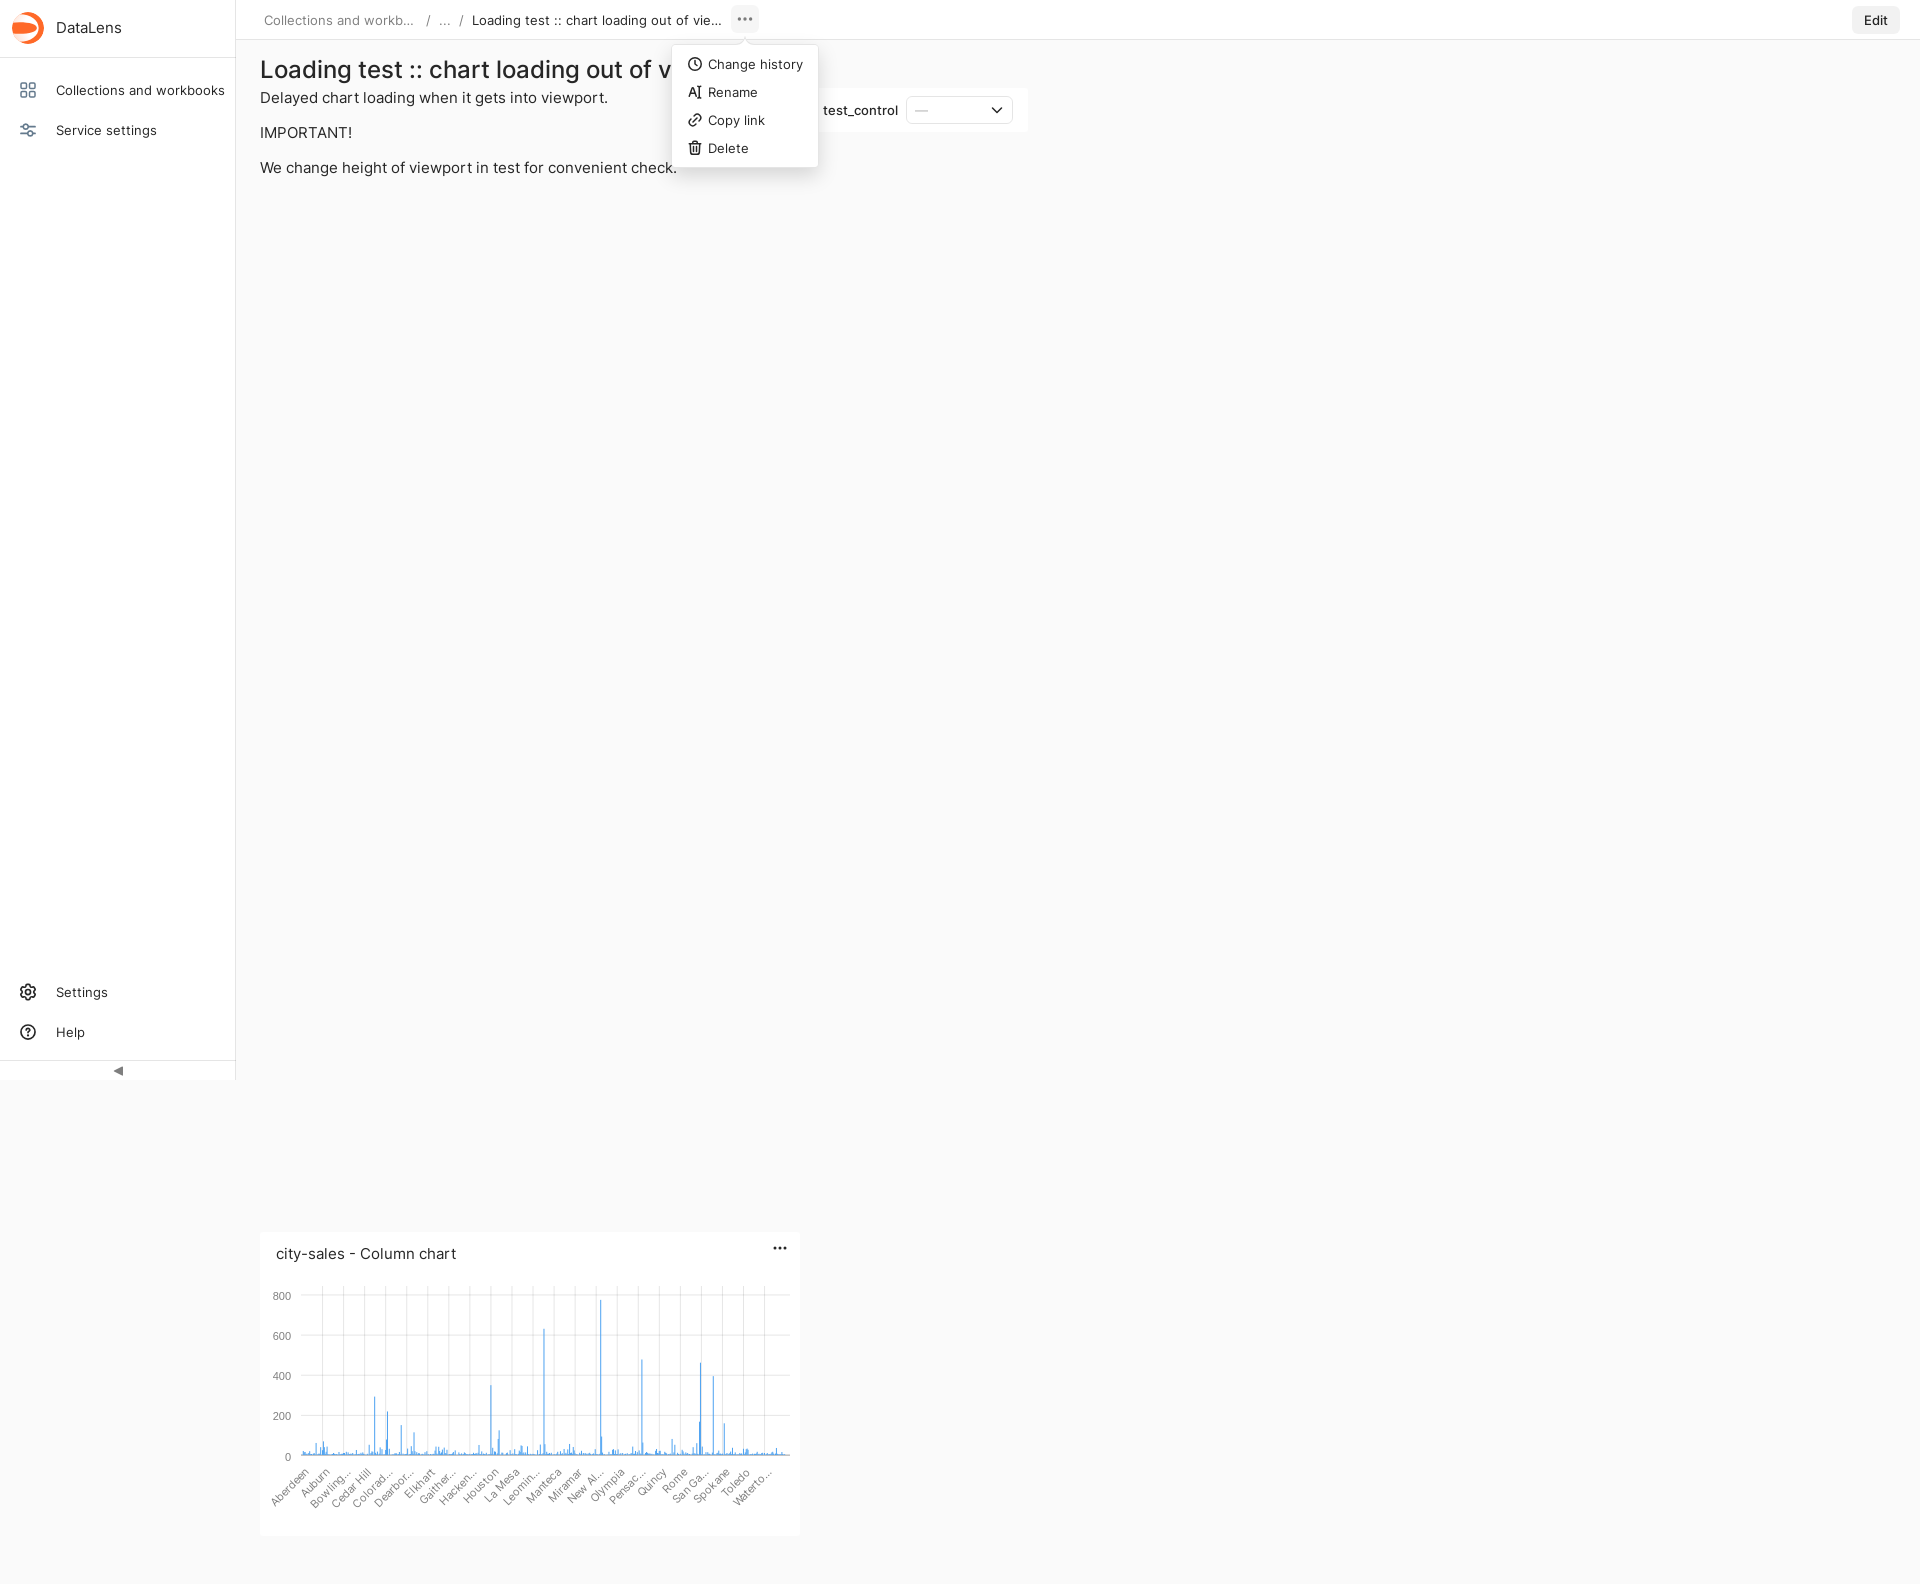 DataLens
Collections and workb... / ... / Loading test :: chart loading out of vie...
Edit
Collections and workbooks
Service settings
Settings
Help
Change history
Rename
Copy link
Delete
Loading test :: chart loading out of v
Delayed chart loading when it gets into viewport.
IMPORTANT!
We change height of viewport in test for convenient check.
test_control —
city-sales - Column chart
800
600
400
200
0
Aberdeen
Auburn
Bowling...
Cedar Hill
Colorad...
Dearbor...
Elkhart
Gaither...
Hacken...
Houston
La Mesa
Leomin...
Manteca
Miramar
New Al...
Olympia
Pensac...
Quincy
Rome
San Ga...
Spokane
Toledo
Waterto...